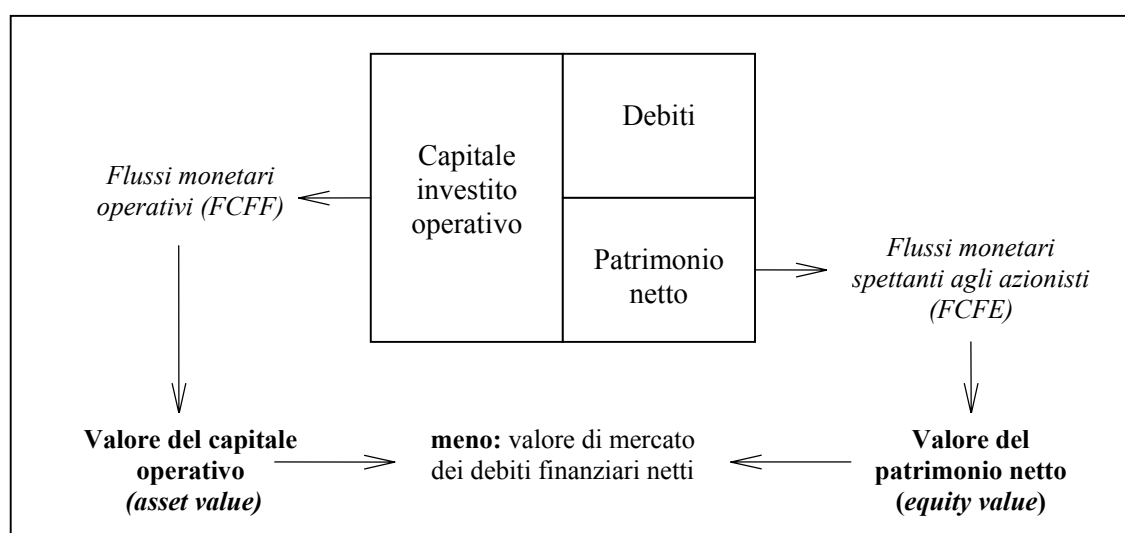 Debiti
Capitale
investito
operativo
Flussi monetari
operativi (FCFF)
Patrimonio
netto
Flussi monetari
spettanti agli azionisti
(FCFE)
Valore del capitale
operativo
(asset value)
meno: valore di mercato
dei debiti finanziari netti
Valore del
patrimonio netto
(equity value)